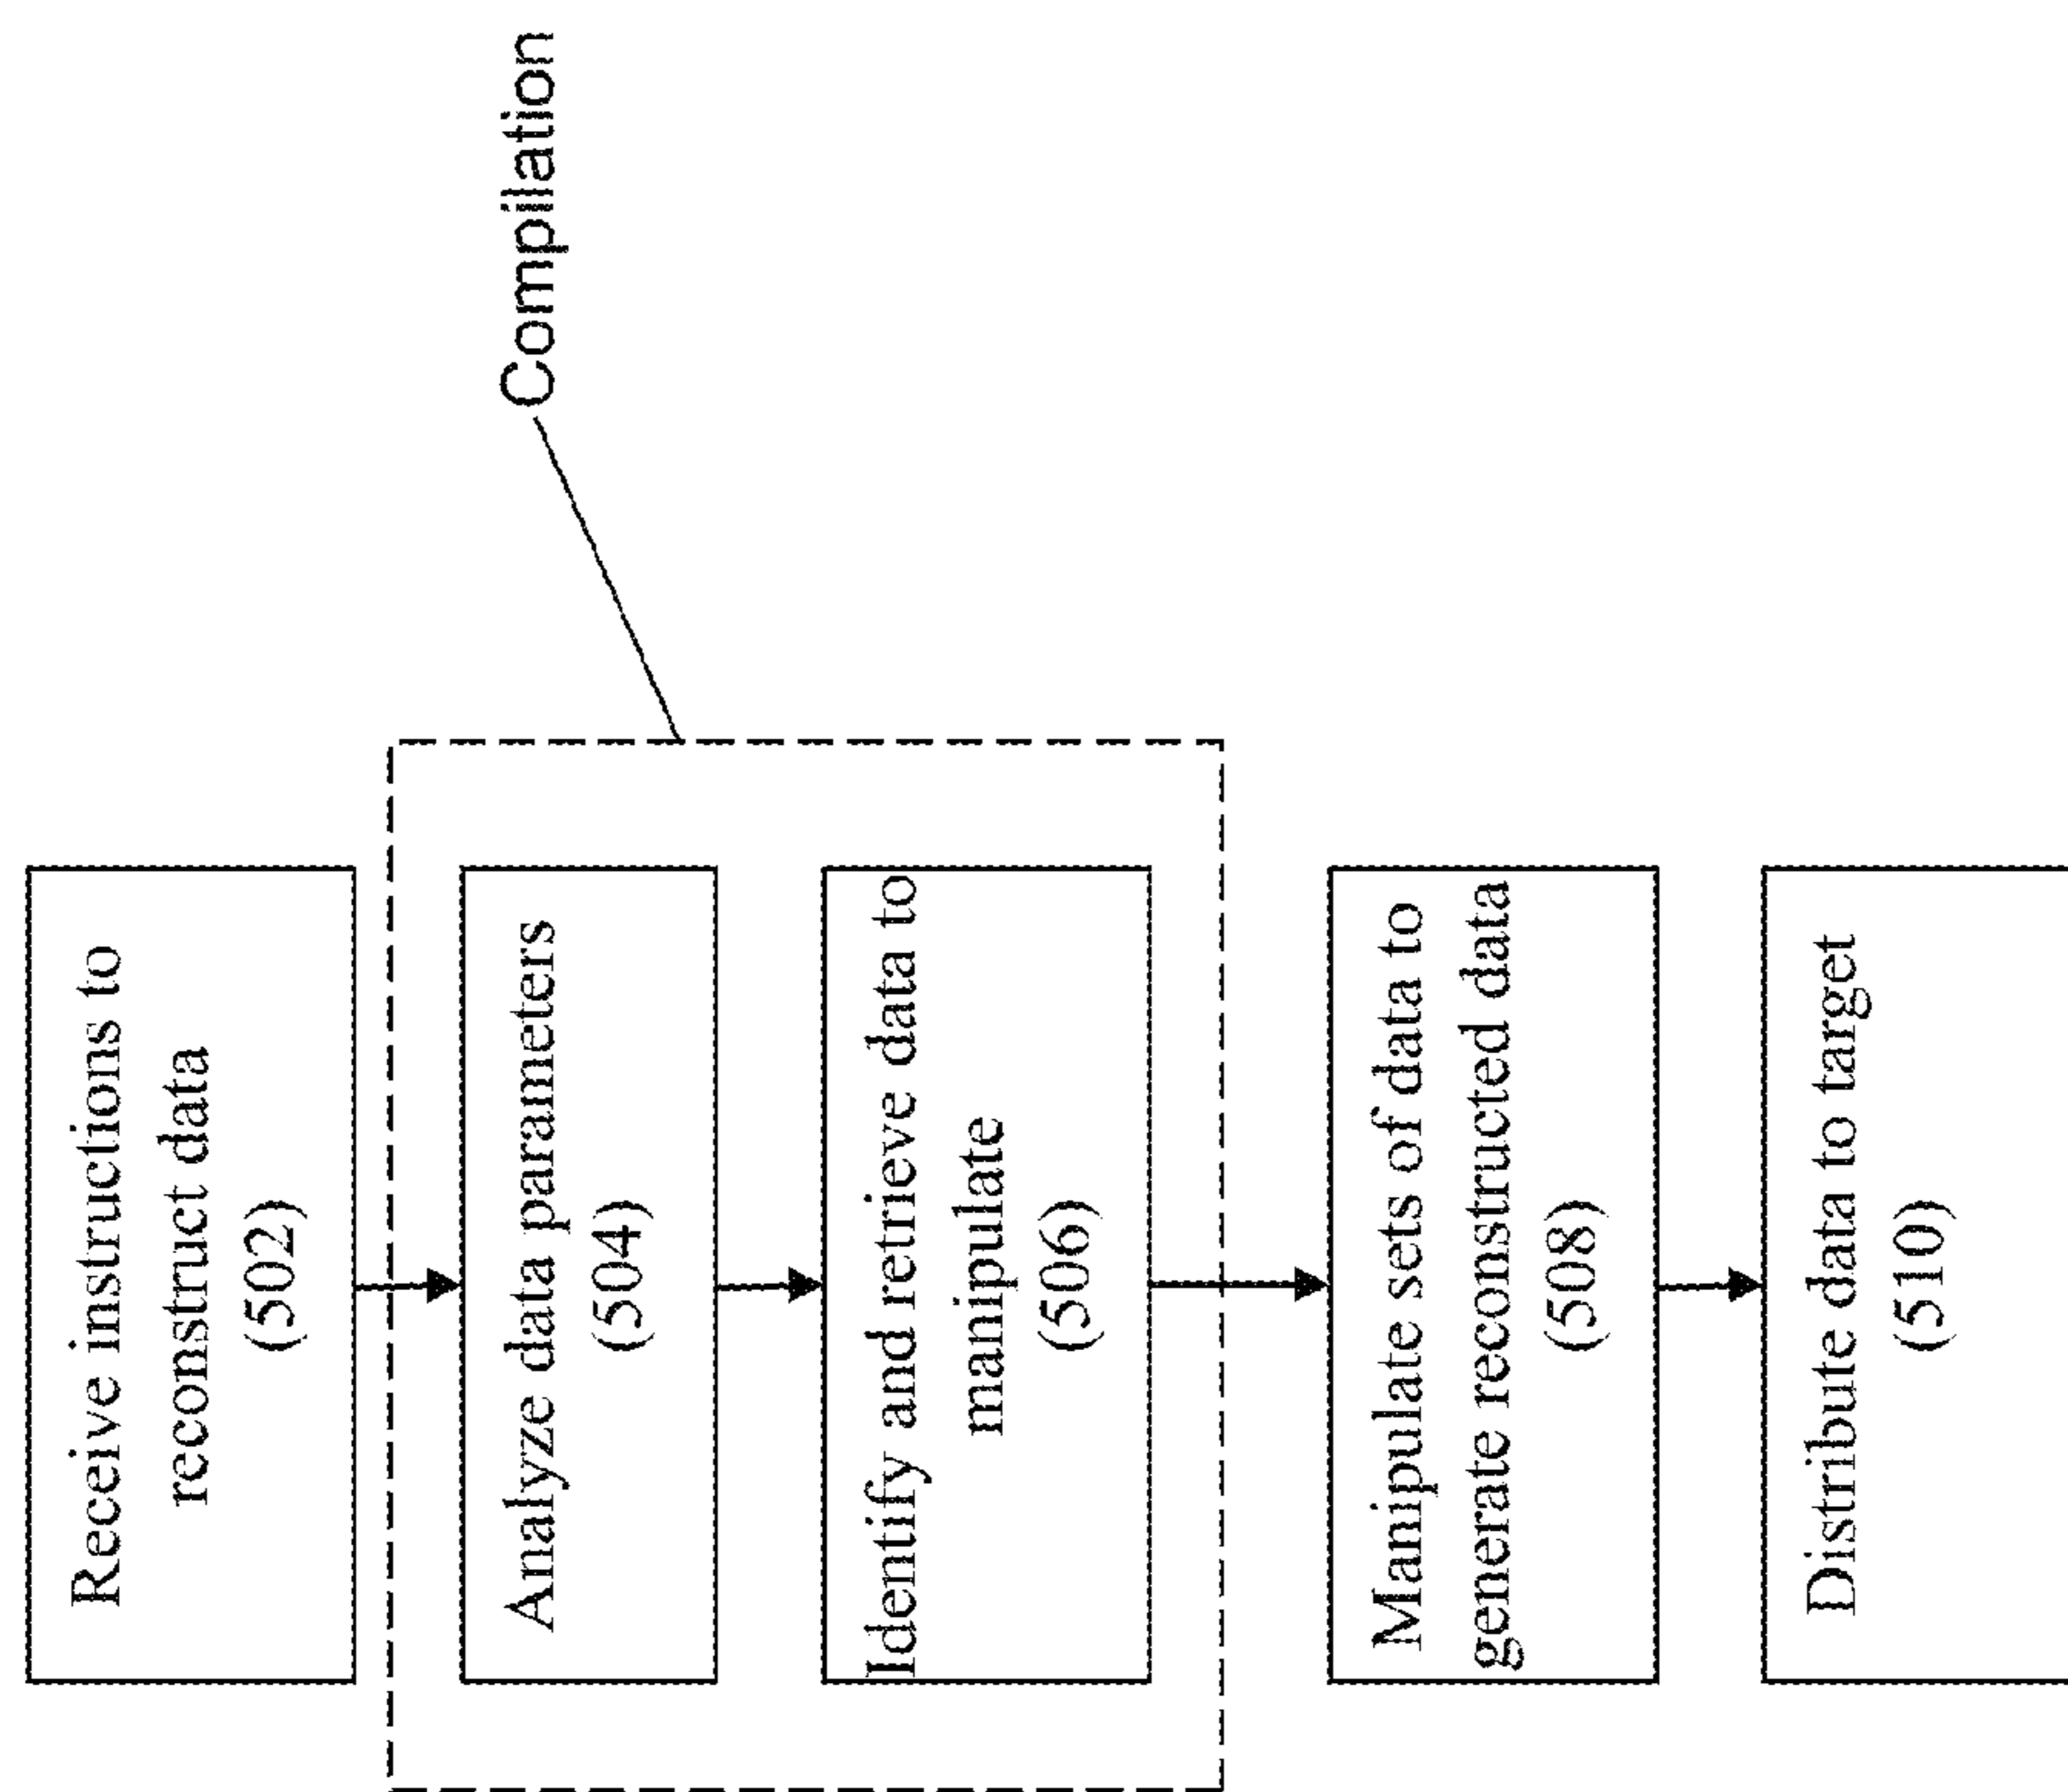 Receive instructions to
reconstruct data
(502)
Compilation
Analyze data parameters
(504)
Identify and retrieve data to
manipulate
(506)
Manipulate sets of data to
generate reconstructed data
(508)
Distribute data to target
(510)